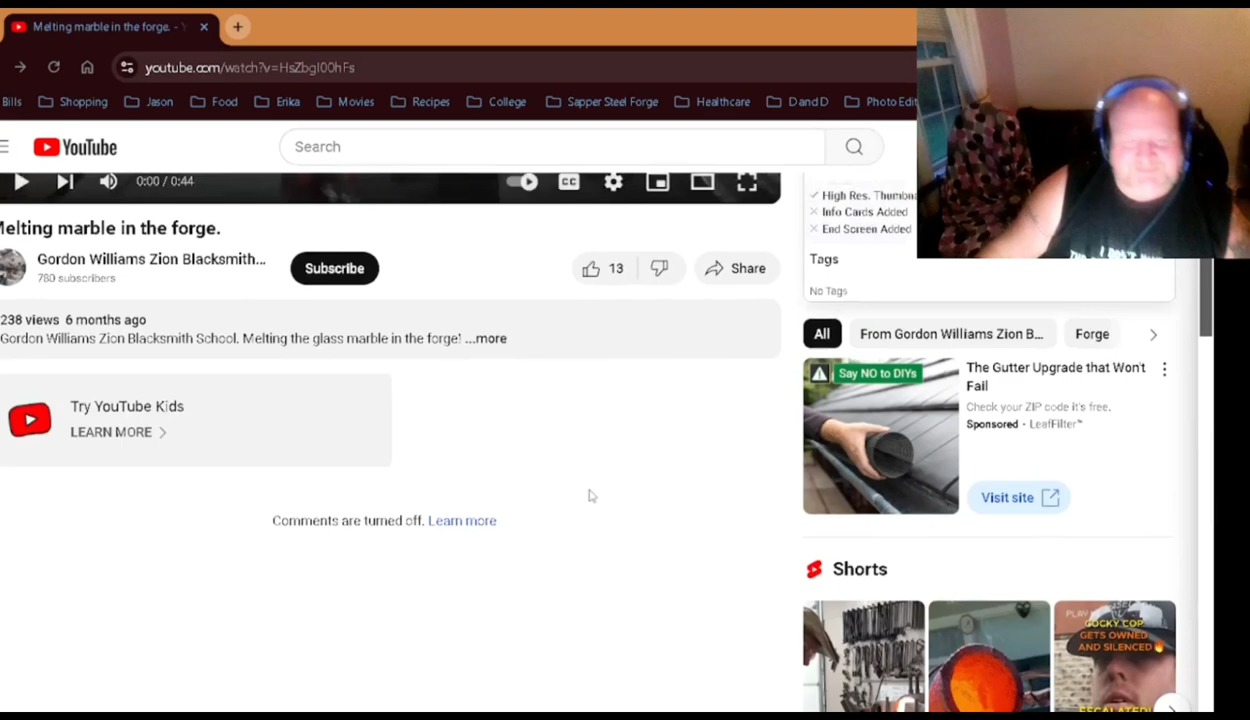 Melting marble in the forge. - Y
youtube.com/watch?v=HsZbgI00hFs
Bills Shopping Jason Food Erika Movies Recipes College Sapper Steel Forge Healthcare D and D Photo Edit
YouTube
Search
0:00 / 0:44
CC
High Res. Thumbna
Info Cards Added
End Screen Added
Tags
No Tags
Melting marble in the forge.
Gordon Williams Zion Blacksmith...
780 subscribers
Subscribe
13
Share
238 views 6 months ago
Gordon Williams Zion Blacksmith School. Melting the glass marble in the forge! ...more
Try YouTube Kids
LEARN MORE
Comments are turned off. Learn more
All
From Gordon Williams Zion B...
Forge
Say NO to DIYs
The Gutter Upgrade that Won't
Fail
Check your ZIP code it's free.
Sponsored · LeafFilter™
Visit site
Shorts
COCKY COP
GETS OWNED
AND SILENCED